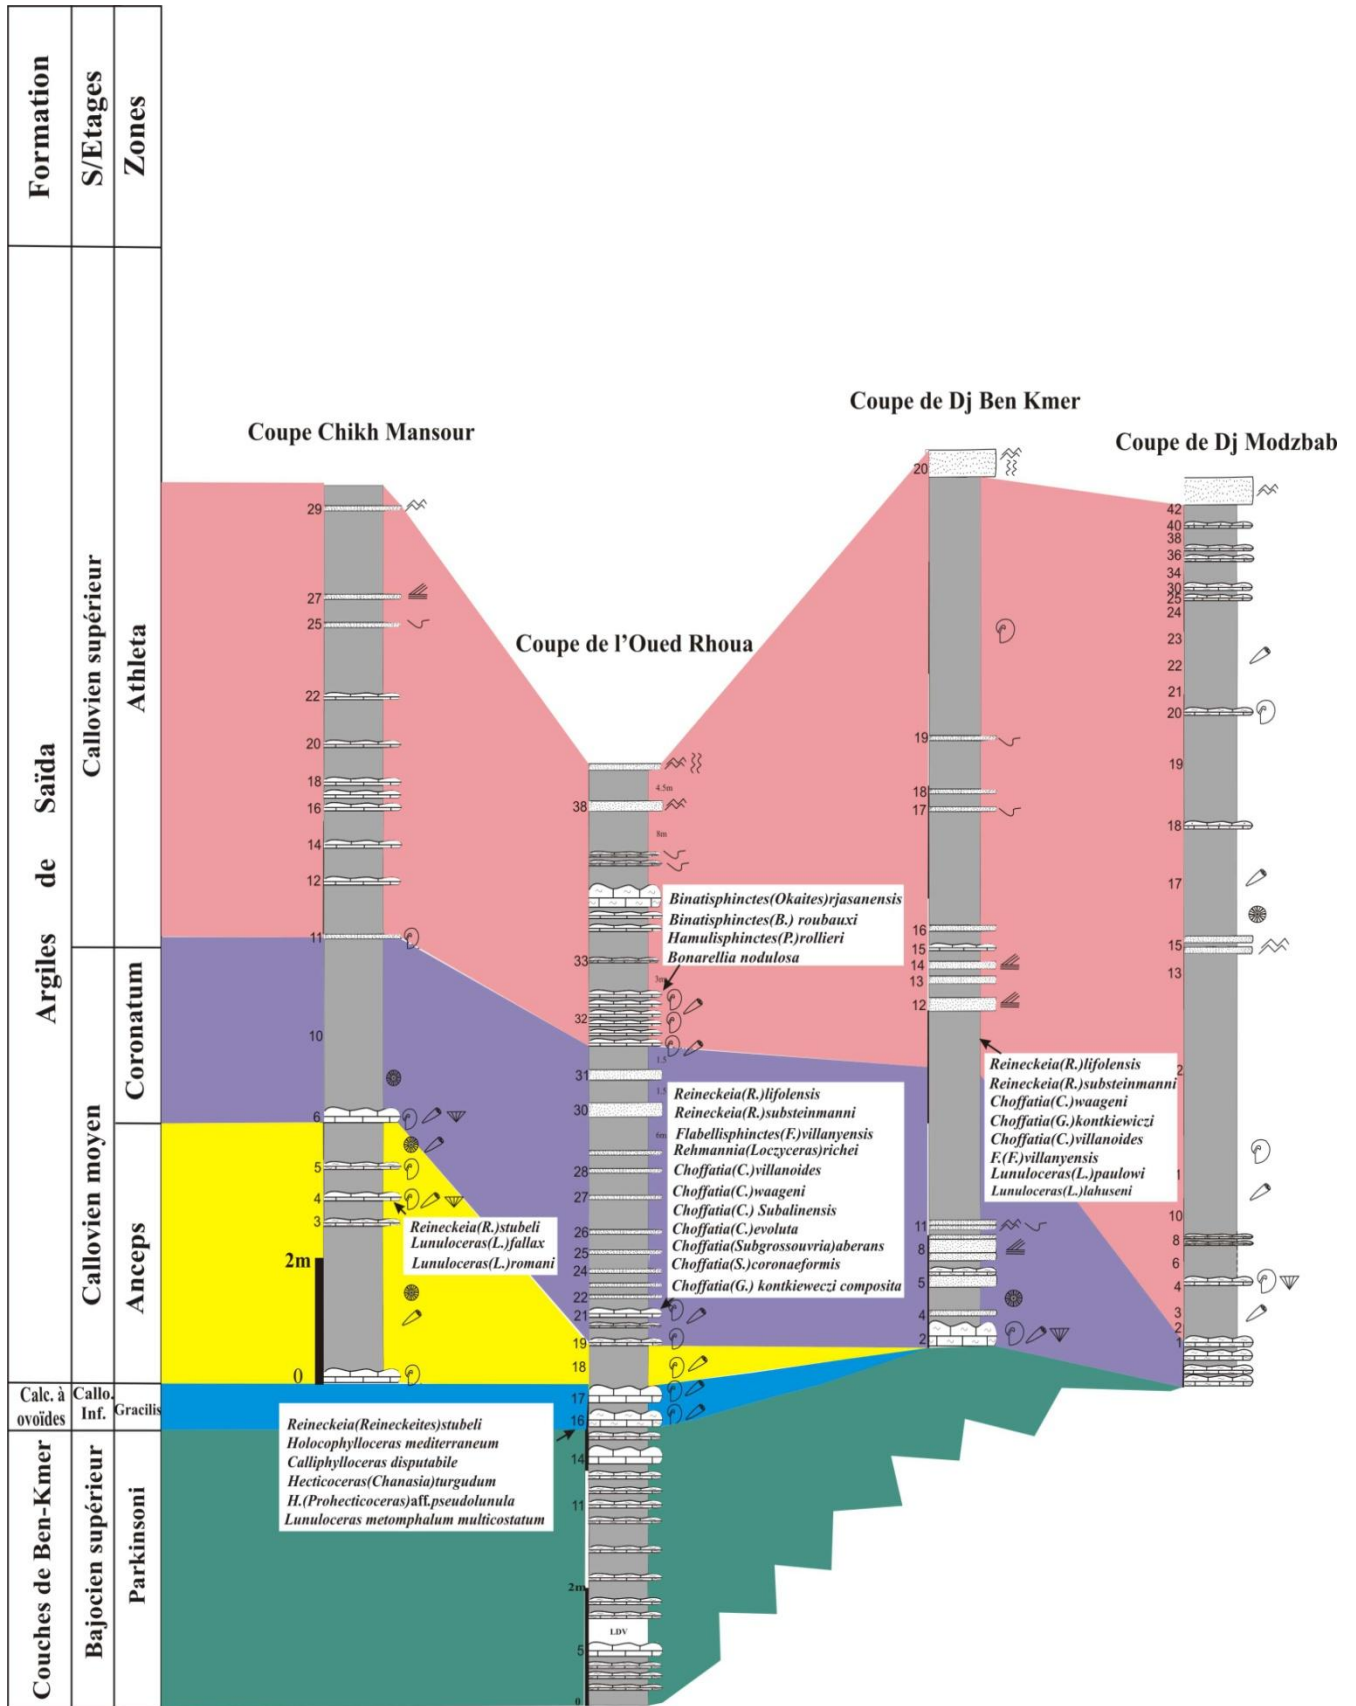 Formation
S/Etages
Zones
Argiles de Saïda
Callovien supérieur
Athleta
Callovien moyen
Coronatum
Anceps
Calc. à
ovoïdes
Callo.
Inf.
Gracilis
Couches de Ben-Kmer
Bajocien supérieur
Parkinsoni
Coupe Chikh Mansour
29
27
25
22
20
18
16
14
12
11
10
6
5
4
3
2m
0
Reineckeia(R.)stubeli
Lunuloceras(L.)fallax
Lunuloceras(L.)romani
Coupe de l'Oued Rhoua
4.5m
38
8m
33
3m
32
1.5
31
1.5
30
6m
28
27
26
25
24
22
21
19
18
17
16
14
11
2m
LDV
5
0
Binatisphinctes(Okaites)rjasanensis
Binatisphinctes(B.) roubauxi
Hamulisphinctes(P.)rollieri
Bonarellia nodulosa
Reineckeia(R.)lifolensis
Reineckeia(R.)substeinmanni
Flabellisphinctes(F.)villanyensis
Rehmannia(Loczyceras)richei
Choffatia(C.)villanoides
Choffatia(C.)waageni
Choffatia(C.) Subalinensis
Choffatia(C.)evoluta
Choffatia(Subgrossouvria)aberans
Choffatia(S.)coronaeformis
Choffatia(G.) kontkieweczi composita
Reineckeia(Reineckeites)stubeli
Holocophylloceras mediterraneum
Calliphylloceras disputabile
Hecticoceras(Chanasia)turgudum
H.(Prohecticoceras)aff.pseudolunula
Lunuloceras metomphalum multicostatum
Coupe de Dj Ben Kmer
20
19
18
17
16
15
14
13
12
11
8
5
4
2
Reineckeia(R.)lifolensis
Reineckeia(R.)substeinmanni
Choffatia(C.)waageni
Choffatia(G.)kontkiewiczi
Choffatia(C.)villanoides
F.(F.)villanyensis
Lunuloceras(L.)paulowi
Lunuloceras(L.)lahuseni
Coupe de Dj Modzbab
42
40
38
36
34
30
25
24
23
22
21
20
19
18
17
15
13
2
1
10
8
6
4
3
2
1